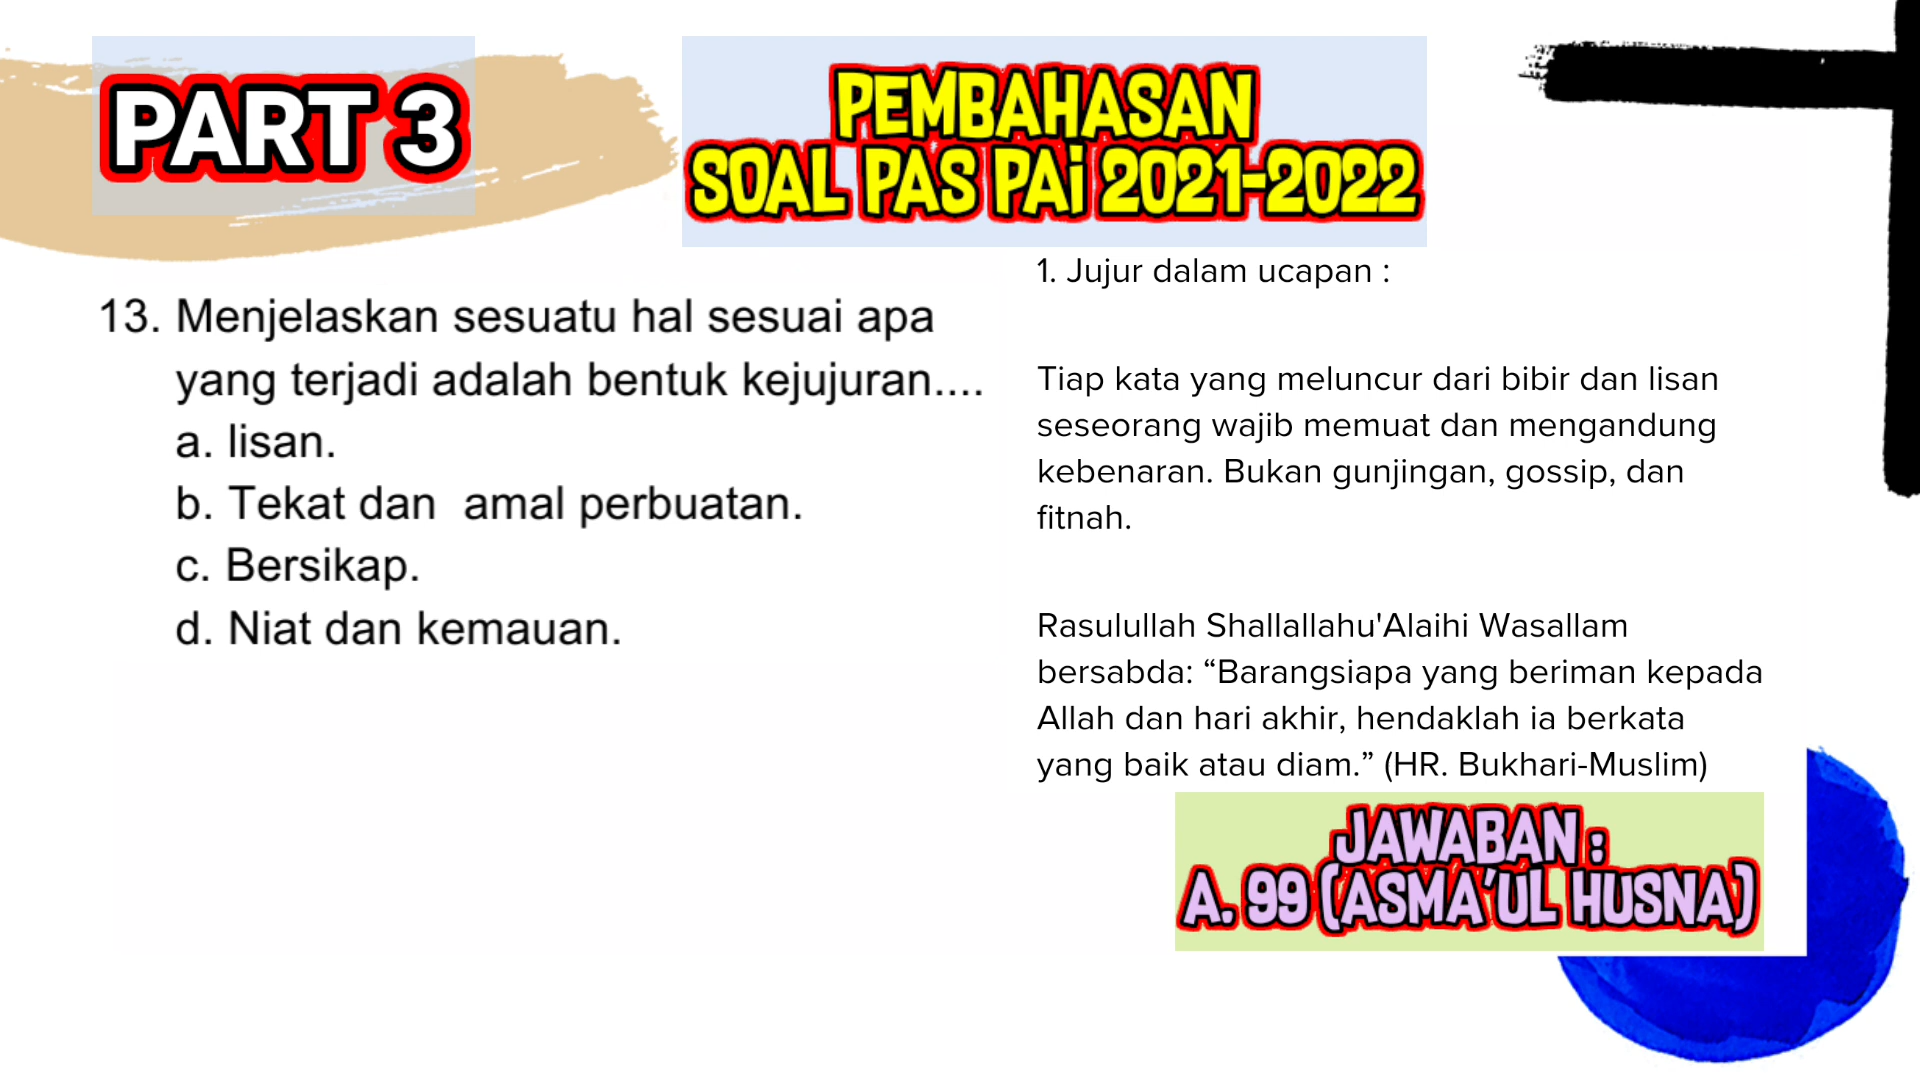 PART 3
PEMBAHASAN
SOAL PAS PAi 2021-2022
13. Menjelaskan sesuatu hal sesuai apa
yang terjadi adalah bentuk kejujuran....
a. lisan.
b. Tekat dan  amal perbuatan.
c. Bersikap.
d. Niat dan kemauan.
1. Jujur dalam ucapan :
Tiap kata yang meluncur dari bibir dan lisan
seseorang wajib memuat dan mengandung
kebenaran. Bukan gunjingan, gossip, dan
fitnah.
Rasulullah Shallallahu'Alaihi Wasallam
bersabda: “Barangsiapa yang beriman kepada
Allah dan hari akhir, hendaklah ia berkata
yang baik atau diam.” (HR. Bukhari-Muslim)
JAWABAN :
A. 99 (ASMA'UL HUSNA)